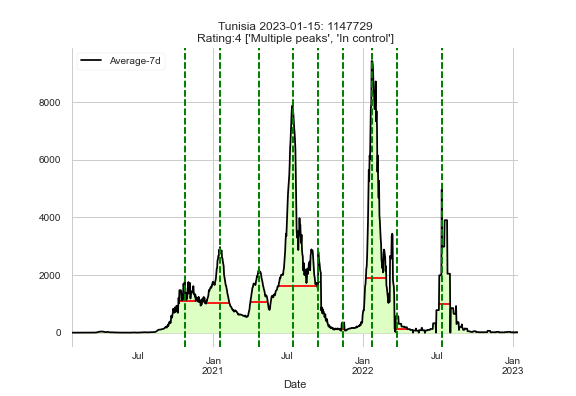 Tunisia 2023-01-15: 1147729
Rating:4 ['Multiple peaks', 'In control']
Average-7d
8000
6000
4000
2000
0
Jul
Jan
2021
Jul
Jan
2022
Jul
Jan
2023
Date